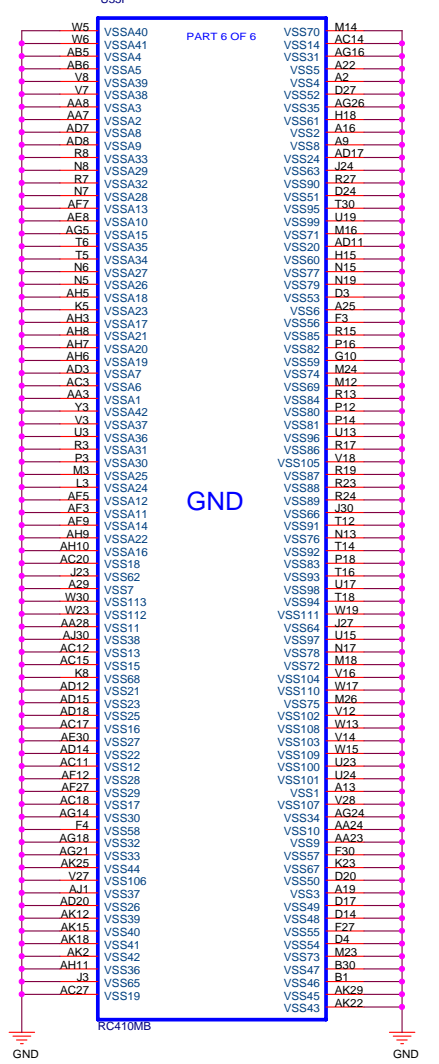 PART 6 OF 6
W5 VSSA40
W6 VSSA41
AB5 VSSA4
AB6 VSSA5
V8 VSSA39
V7 VSSA38
AA8 VSSA3
AA7 VSSA2
AD7 VSSA8
AD8 VSSA9
R8 VSSA33
N8 VSSA29
R7 VSSA32
N7 VSSA28
AF7 VSSA13
AE8 VSSA10
AG5 VSSA15
T6 VSSA35
T5 VSSA34
N6 VSSA27
N5 VSSA26
AH5 VSSA18
K5 VSSA23
AH3 VSSA17
AH8 VSSA21
AH7 VSSA20
AH6 VSSA19
AD3 VSSA7
AC3 VSSA6
AA3 VSSA1
Y3 VSSA42
V3 VSSA37
U3 VSSA36
R3 VSSA31
P3 VSSA30
M3 VSSA25
L3 VSSA24
AF5 VSSA12
AF3 VSSA11
AF9 VSSA14
AH9 VSSA22
AH10 VSSA16
AC20 VSS18
J23 VSS62
A29 VSS7
W30 VSS113
W23 VSS112
AA28 VSS11
AJ30 VSS38
AC12 VSS13
AC15 VSS15
K8 VSS68
AD12 VSS21
AD15 VSS23
AD18 VSS25
AC17 VSS16
AE30 VSS27
AD14 VSS22
AC11 VSS12
AF12 VSS28
AF27 VSS29
AC18 VSS17
AG14 VSS30
F4 VSS58
AG18 VSS32
AG21 VSS33
AK25 VSS44
V27 VSS106
AJ1 VSS37
AD20 VSS26
AK12 VSS39
AK15 VSS40
AK18 VSS41
AK2 VSS42
AH11 VSS36
J3 VSS65
AC27 VSS19
GND
VSS70 M14
VSS14 AC14
VSS31 AG16
VSS5 A22
VSS4 A2
VSS52 D27
VSS35 AG26
VSS61 H18
VSS2 A16
VSS8 A9
VSS24 AD17
VSS63 J24
VSS90 R27
VSS51 D24
VSS95 T30
VSS99 U19
VSS71 M16
VSS20 AD11
VSS60 H15
VSS77 N15
VSS79 N19
VSS53 D3
VSS6 A25
VSS56 F3
VSS85 R15
VSS82 P16
VSS59 G10
VSS74 M24
VSS69 M12
VSS84 R13
VSS80 P12
VSS81 P14
VSS96 U13
VSS86 R17
VSS105 V18
VSS87 R19
VSS88 R23
VSS89 R24
VSS66 J30
VSS91 T12
VSS76 N13
VSS92 T14
VSS83 P18
VSS93 T16
VSS98 U17
VSS94 T18
VSS111 W19
VSS64 J27
VSS97 U15
VSS78 N17
VSS72 M18
VSS104 V16
VSS110 W17
VSS75 M26
VSS102 V12
VSS108 W13
VSS103 V14
VSS109 W15
VSS100 U23
VSS101 U24
VSS1 A13
VSS107 V28
VSS34 AG24
VSS10 AA24
VSS9 AA23
VSS57 F30
VSS67 K23
VSS50 D20
VSS3 A19
VSS49 D17
VSS48 D14
VSS55 F27
VSS54 D4
VSS73 M23
VSS47 B30
VSS46 B1
VSS45 AK29
VSS43 AK22
RC410MB
GND
GND